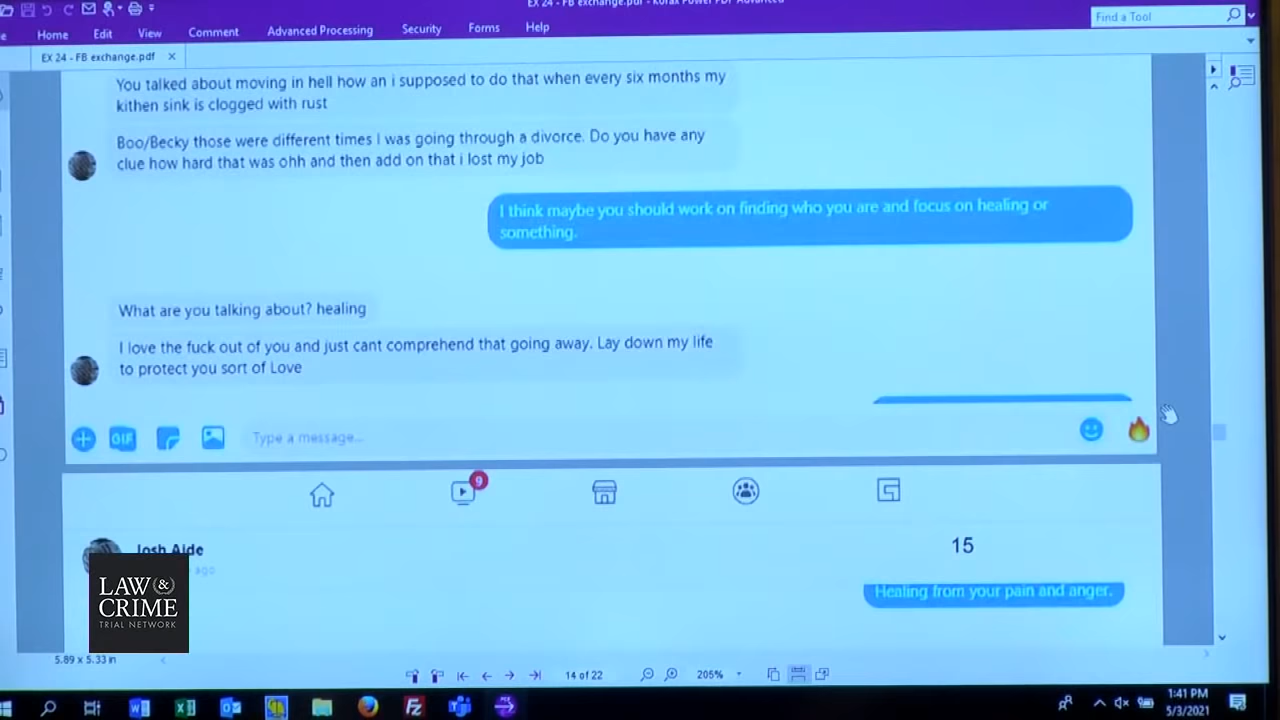 Find a Tool
Home Edit View Comment Advanced Processing Security Forms Help
EX 24 - FB exchange.pdf ×
You talked about moving in hell how an i supposed to do that when every six months my
kithen sink is clogged with rust
Boo/Becky those were different times I was going through a divorce. Do you have any
clue how hard that was ohh and then add on that i lost my job
I think maybe you should work on finding who you are and focus on healing or
something.
What are you talking about? healing
I love the fuck out of you and just cant comprehend that going away. Lay down my life
to protect you sort of Love
GIF Type a message...
9
Josh Aide
ago
15
Healing from your pain and anger.
LAW &
CRIME
TRIAL NETWORK
5.89 x 5.33 in
14 of 22 205%
1:41 PM
5/3/2021